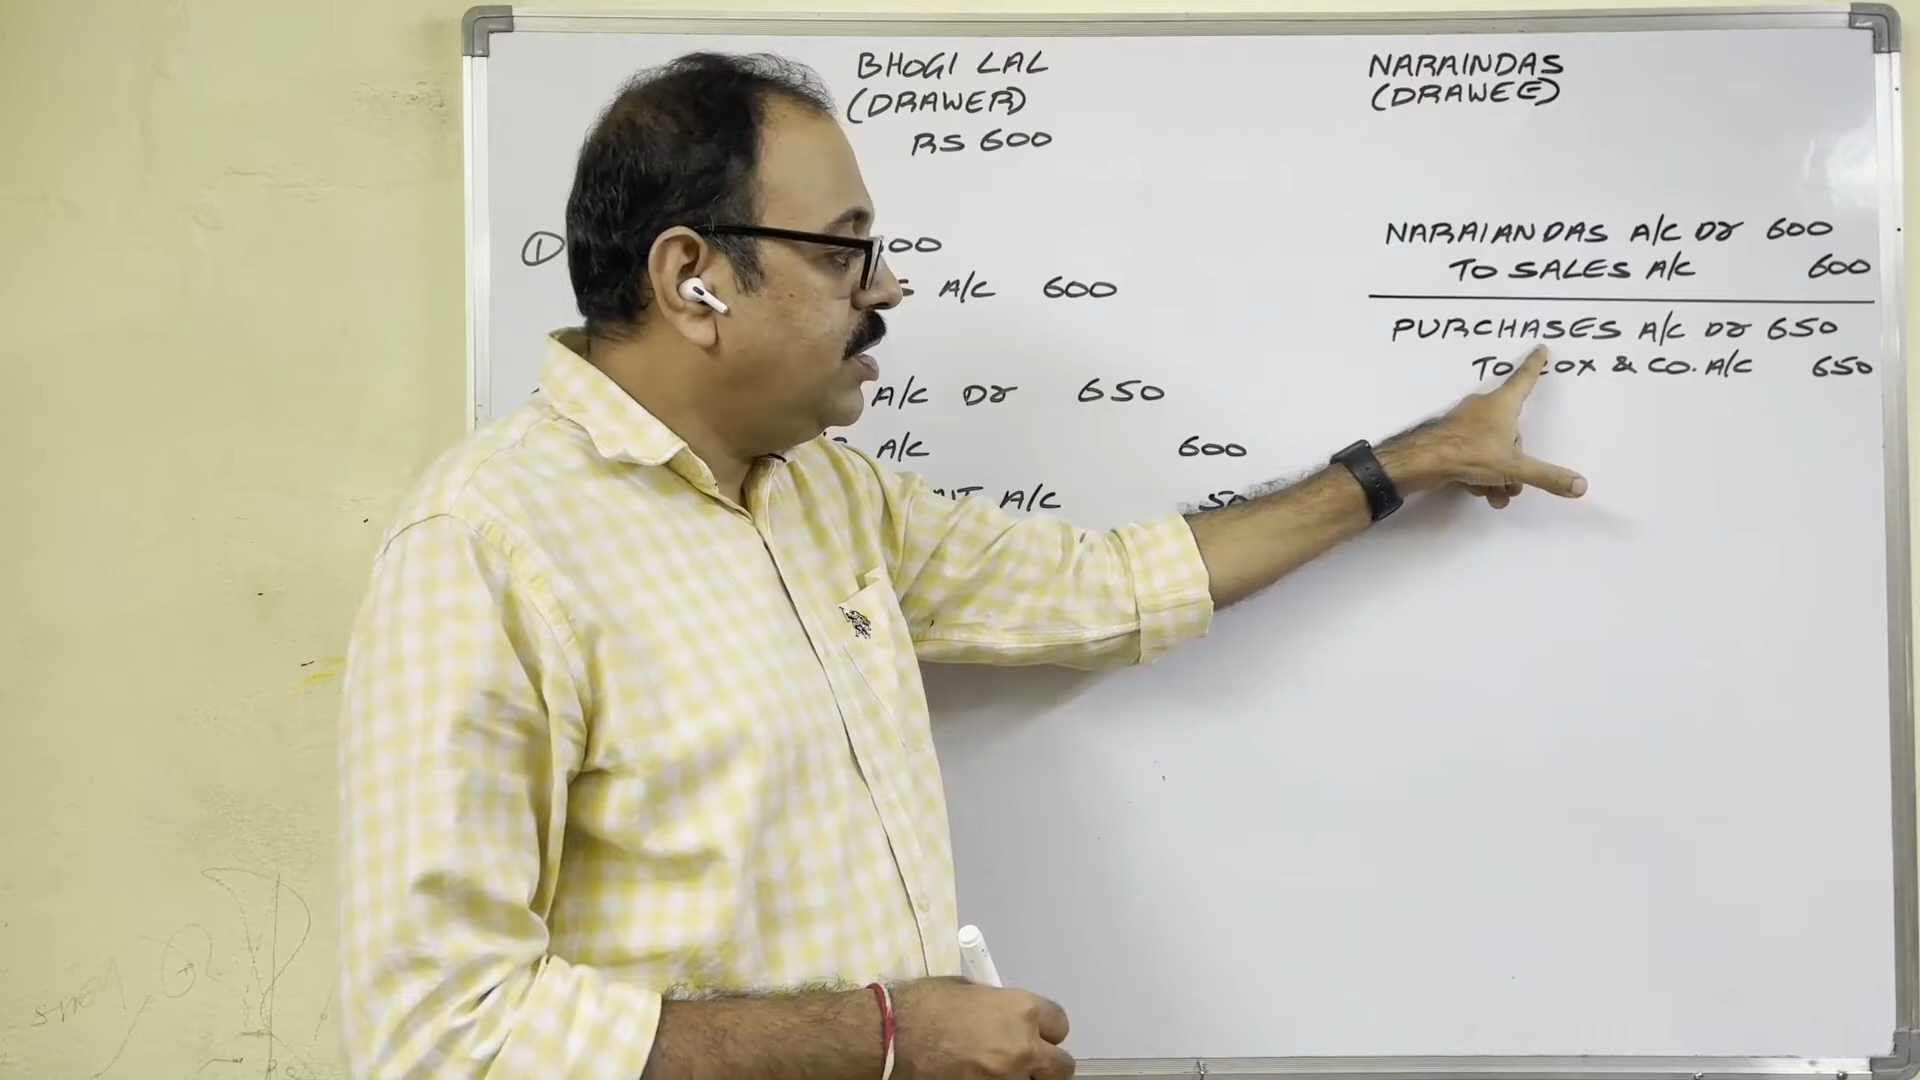 BHOGI LAL
(DRAWER)
RS 600
NARAINDAS
(DRAWEE)
①
A/C 600
A/C Dr 650
A/C 600
A/C
NARAIANDAS A/C Dr 600
TO SALES A/C 600
PURCHASES A/C Dr 650
TO & CO. A/C 650